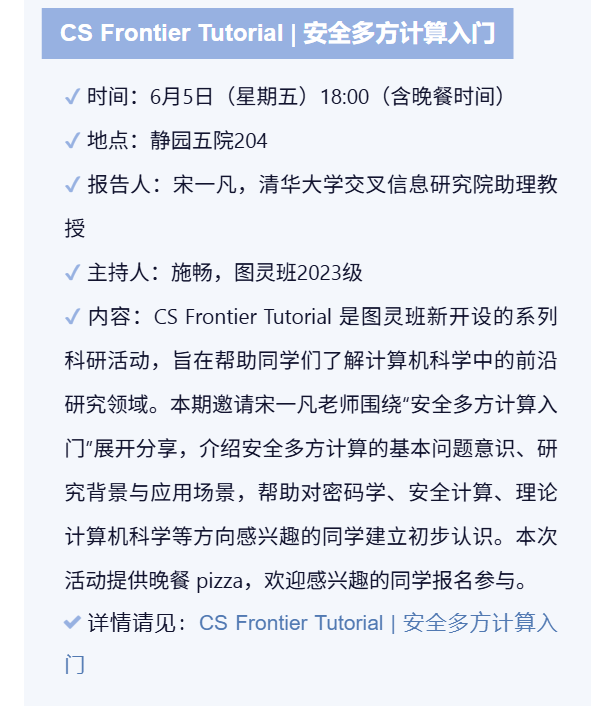 CS Frontier Tutorial | 安全多方计算入门
✓ 时间：6月5日（星期五）18:00（含晚餐时间）
✓ 地点：静园五院204
✓ 报告人：宋一凡，清华大学交叉信息研究院助理教
授
✓ 主持人：施畅，图灵班2023级
✓ 内容：CS Frontier Tutorial 是图灵班新开设的系列
科研活动，旨在帮助同学们了解计算机科学中的前沿
研究领域。本期邀请宋一凡老师围绕“安全多方计算入
门”展开分享，介绍安全多方计算的基本问题意识、研
究背景与应用场景，帮助对密码学、安全计算、理论
计算机科学等方向感兴趣的同学建立初步认识。本次
活动提供晚餐 pizza，欢迎感兴趣的同学报名参与。
✓ 详情请见：CS Frontier Tutorial | 安全多方计算入
门